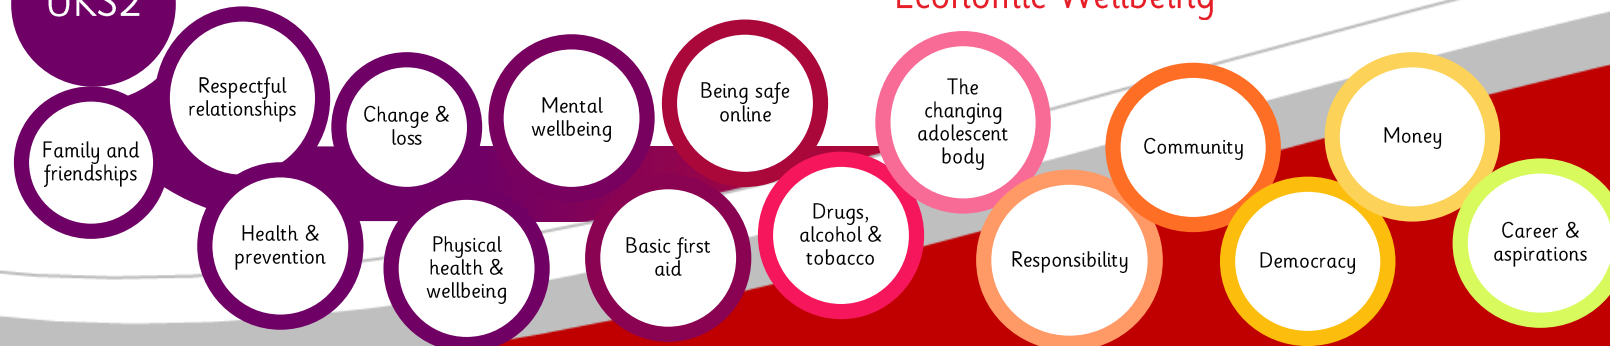 UKS2
Economic Wellbeing
Family and
friendships
Respectful
relationships
Health &
prevention
Change &
loss
Physical
health &
wellbeing
Mental
wellbeing
Basic first
aid
Being safe
online
Drugs,
alcohol &
tobacco
The
changing
adolescent
body
Responsibility
Community
Democracy
Money
Career &
aspirations